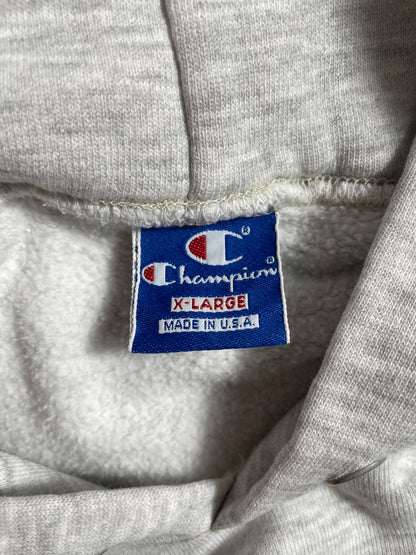 ®
Champion®
X-LARGE
MADE IN U.S.A.